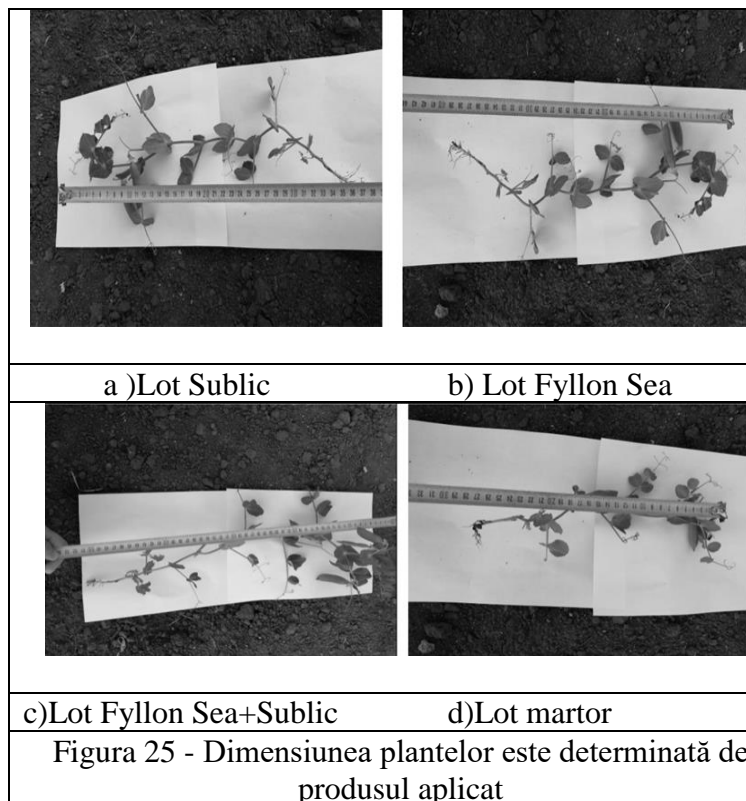 a )Lot Sublic
b) Lot Fyllon Sea
c)Lot Fyllon Sea+Sublic
d)Lot martor
Figura 25 - Dimensiunea plantelor este determinată de
produsul aplicat